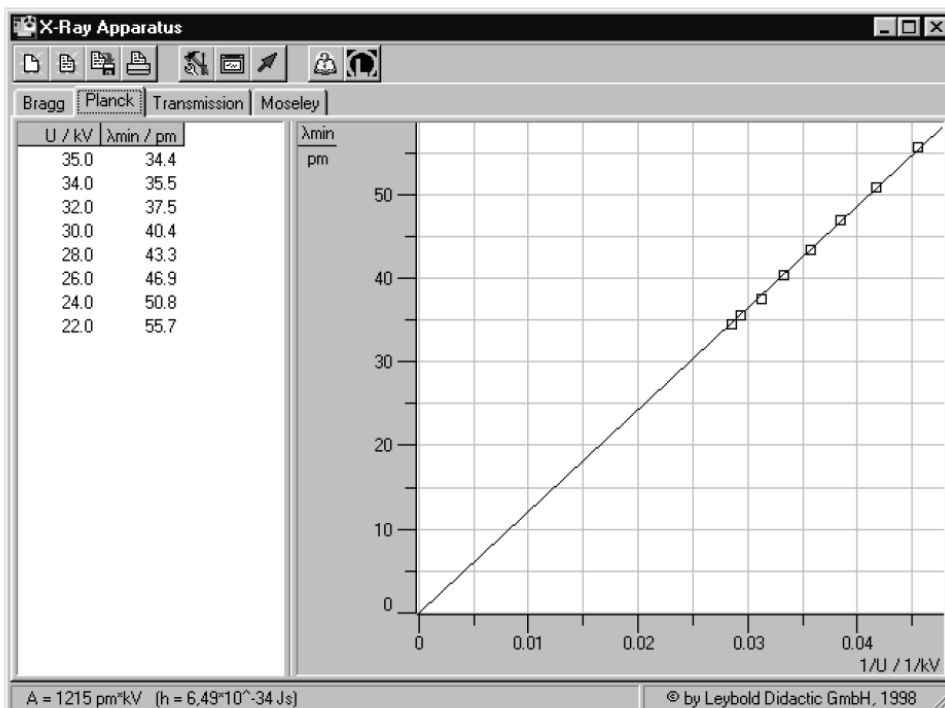 X-Ray Apparatus
Bragg Planck Transmission Moseley
U / kV λmin / pm
35.0 34.4
34.0 35.5
32.0 37.5
30.0 40.4
28.0 43.3
26.0 46.9
24.0 50.8
22.0 55.7
λmin
pm
50
40
30
20
10
0
0 0.01 0.02 0.03 0.04
1/U / 1/kV
A = 1215 pm*kV (h = 6,49*10^-34 Js)
© by Leybold Didactic GmbH, 1998